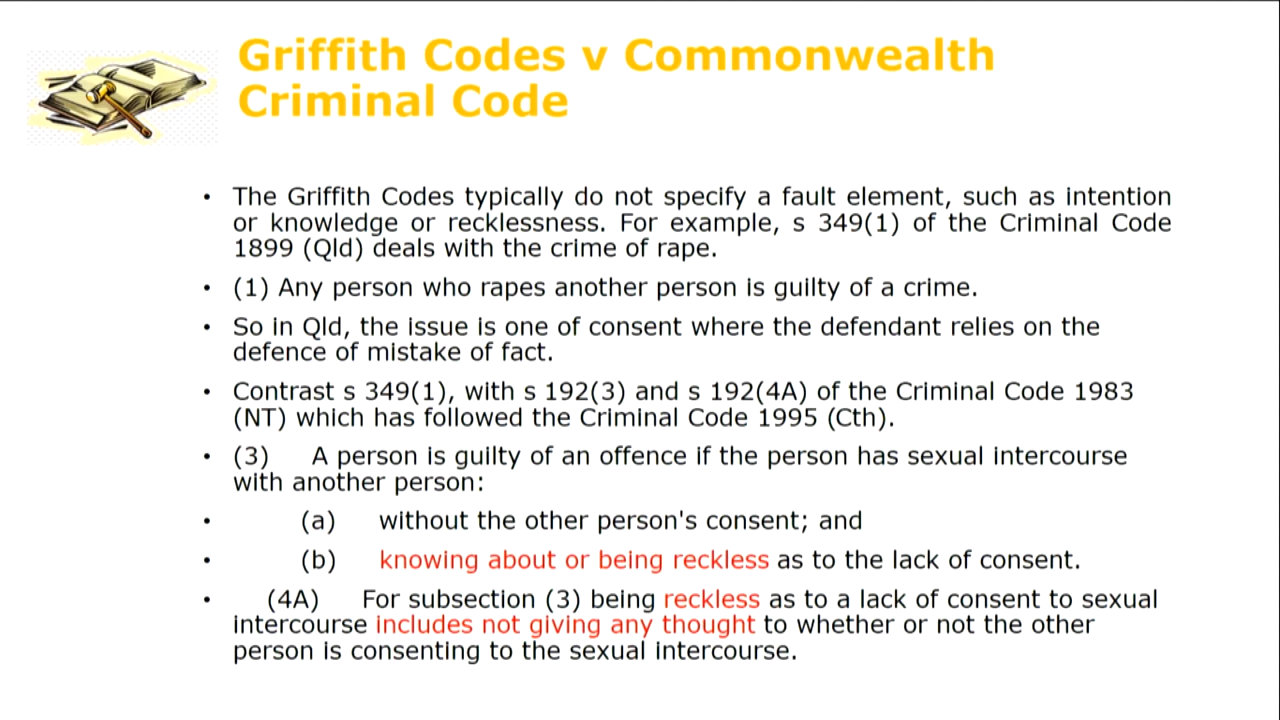 Griffith Codes v Commonwealth
Criminal Code
• The Griffith Codes typically do not specify a fault element, such as intention
or knowledge or recklessness. For example, s 349(1) of the Criminal Code
1899 (Qld) deals with the crime of rape.
• (1) Any person who rapes another person is guilty of a crime.
• So in Qld, the issue is one of consent where the defendant relies on the
defence of mistake of fact.
• Contrast s 349(1), with s 192(3) and s 192(4A) of the Criminal Code 1983
(NT) which has followed the Criminal Code 1995 (Cth).
• (3) A person is guilty of an offence if the person has sexual intercourse
with another person:
• (a) without the other person's consent; and
• (b) knowing about or being reckless as to the lack of consent.
• (4A) For subsection (3) being reckless as to a lack of consent to sexual
intercourse includes not giving any thought to whether or not the other
person is consenting to the sexual intercourse.